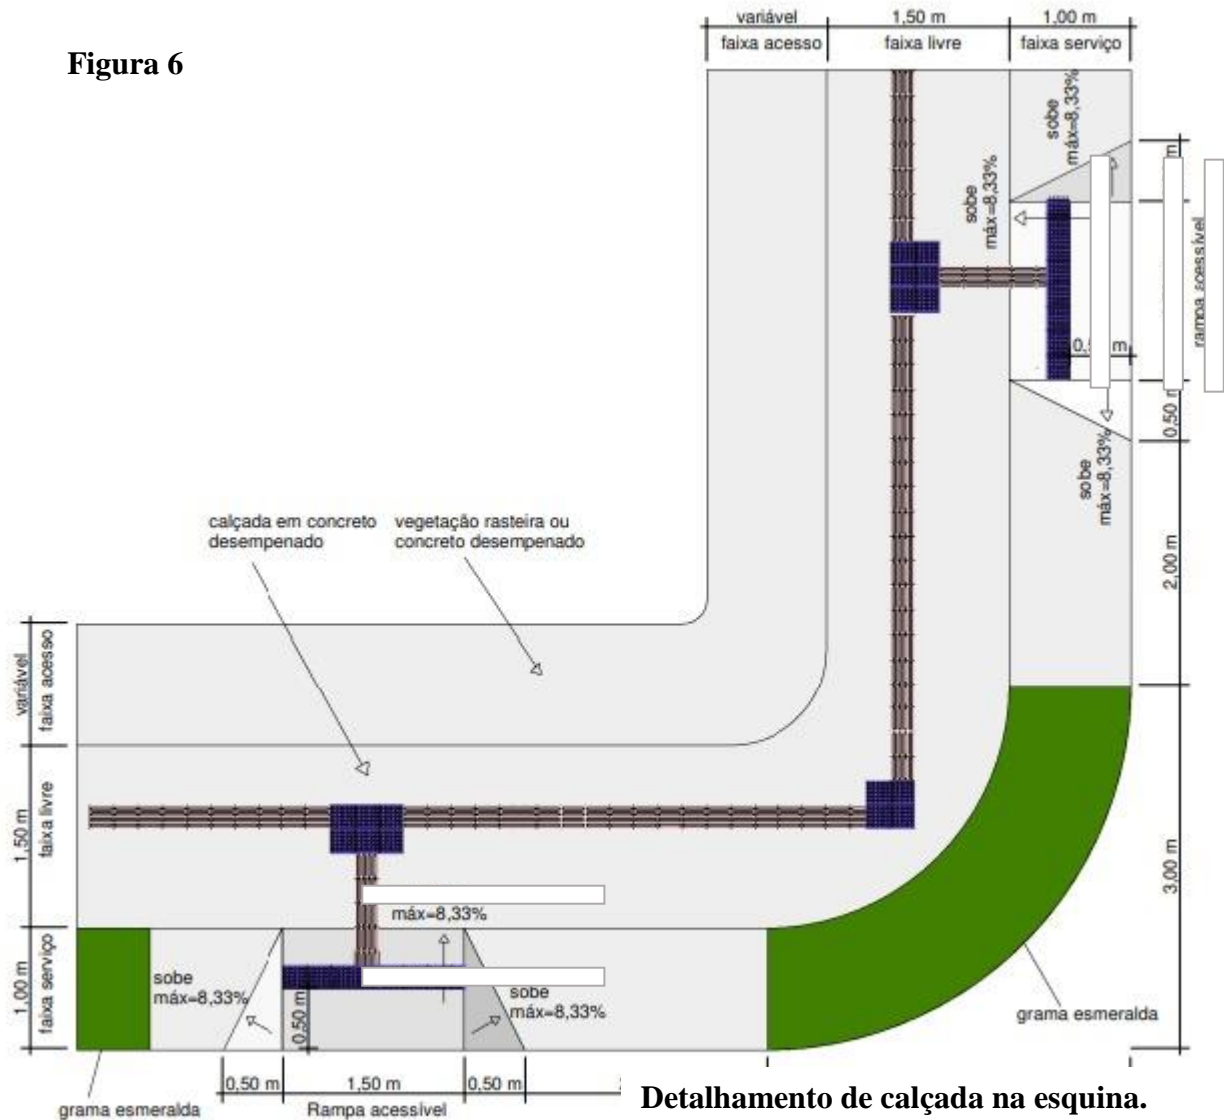 Figura 6
variável
1,50 m
1,00 m
faixa acesso
faixa livre
faixa serviço
sobe
máx=8,33%
sobe
máx=8,33%
m
rampa acessível
0,50 m
sobe
máx=8,33%
calçada em concreto
desempenado
vegetação rasteira ou
concreto desempenado
2,00 m
variável
faixa acesso
1,50 m
faixa livre
3,00 m
máx=8,33%
1,00 m
faixa serviço
sobe
máx=8,33%
0,50 m
sobe
máx=8,33%
grama esmeralda
0,50 m
1,50 m
0,50 m
grama esmeralda
Rampa acessível
Detalhamento de calçada na esquina.